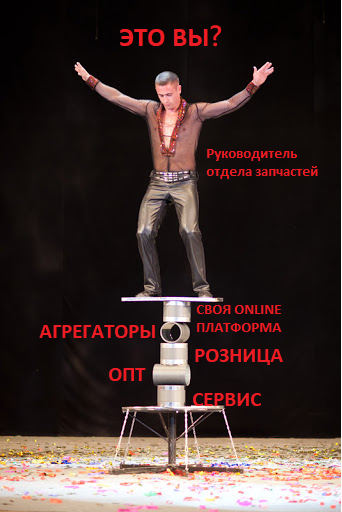 ЭТО ВЫ?
Руководитель
отдела запчастей
СВОЯ ONLINE
ПЛАТФОРМА
АГРЕГАТОРЫ
РОЗНИЦА
ОПТ
СЕРВИС